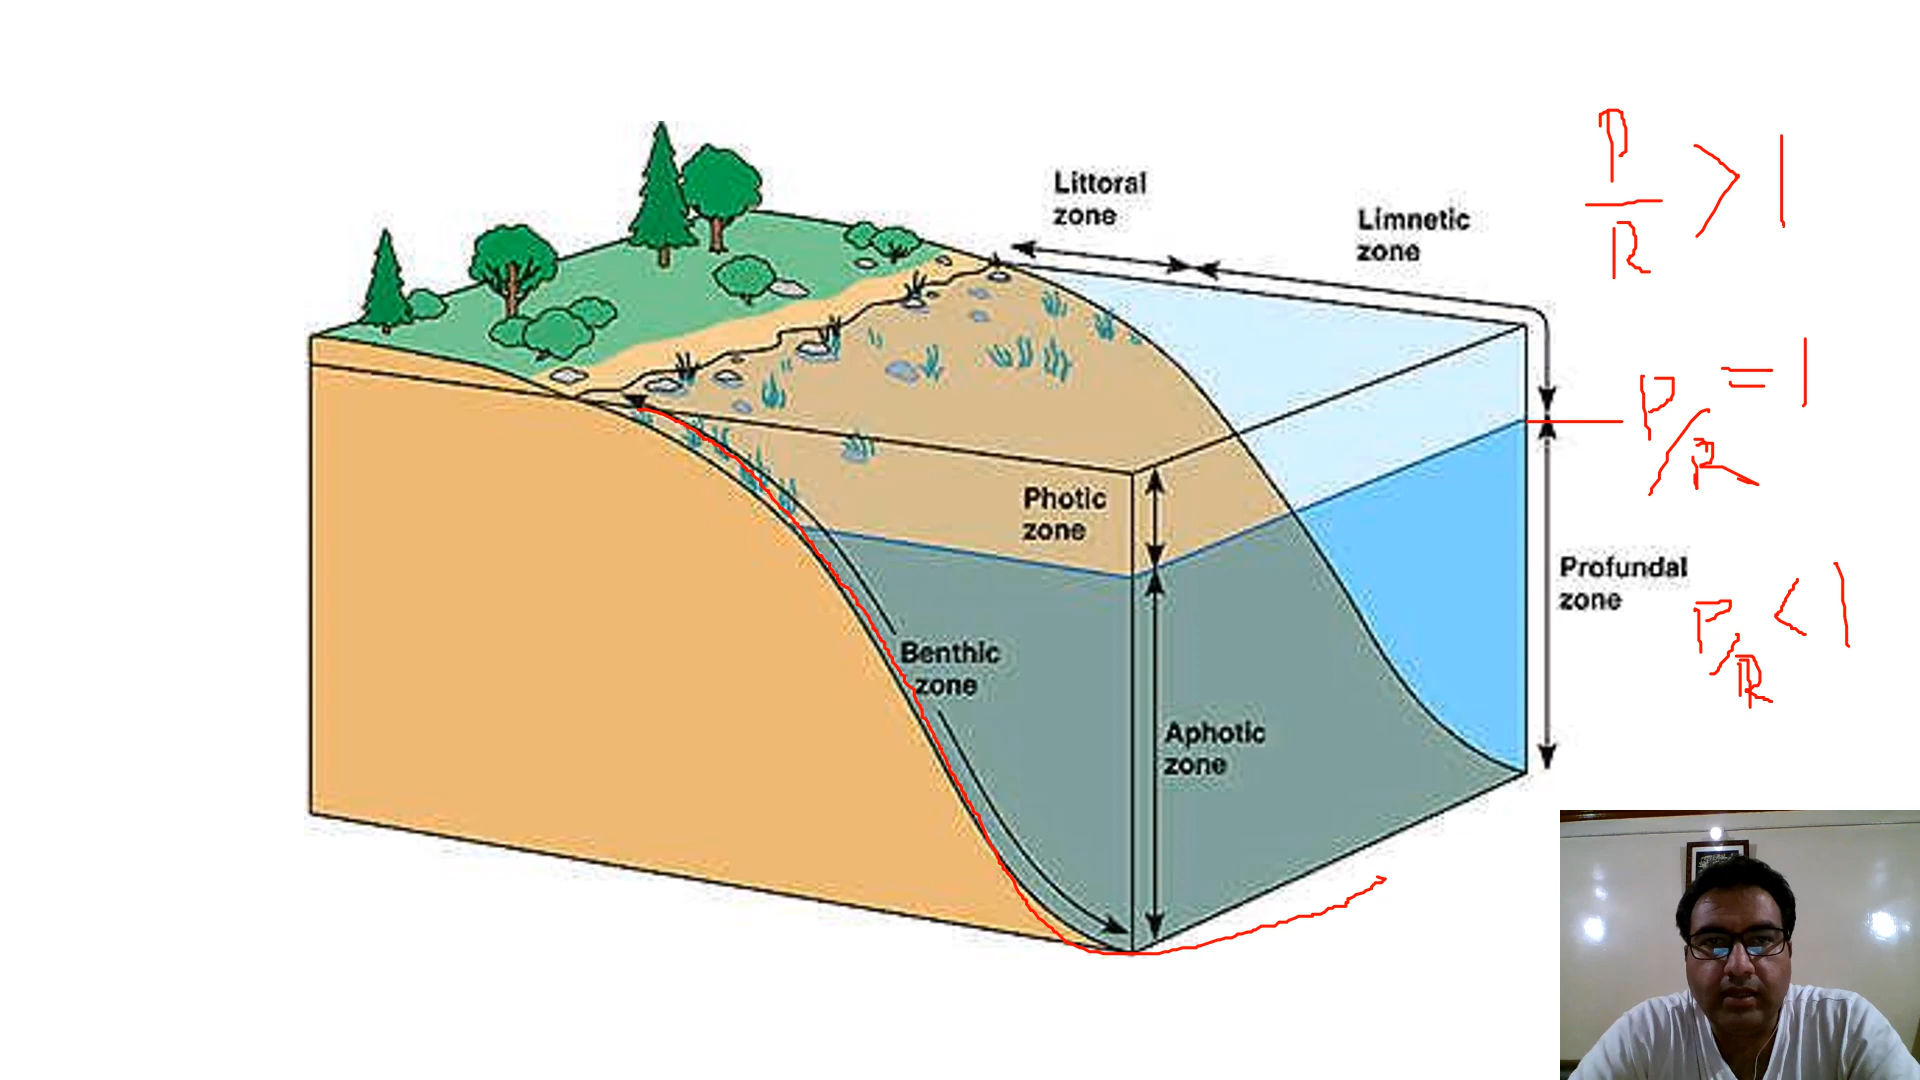 Littoral
zone
Limnetic
zone
P
R
> 1
P/R = 1
Photic
zone
Profundal
zone
P/R < 1
Benthic
zone
Aphotic
zone